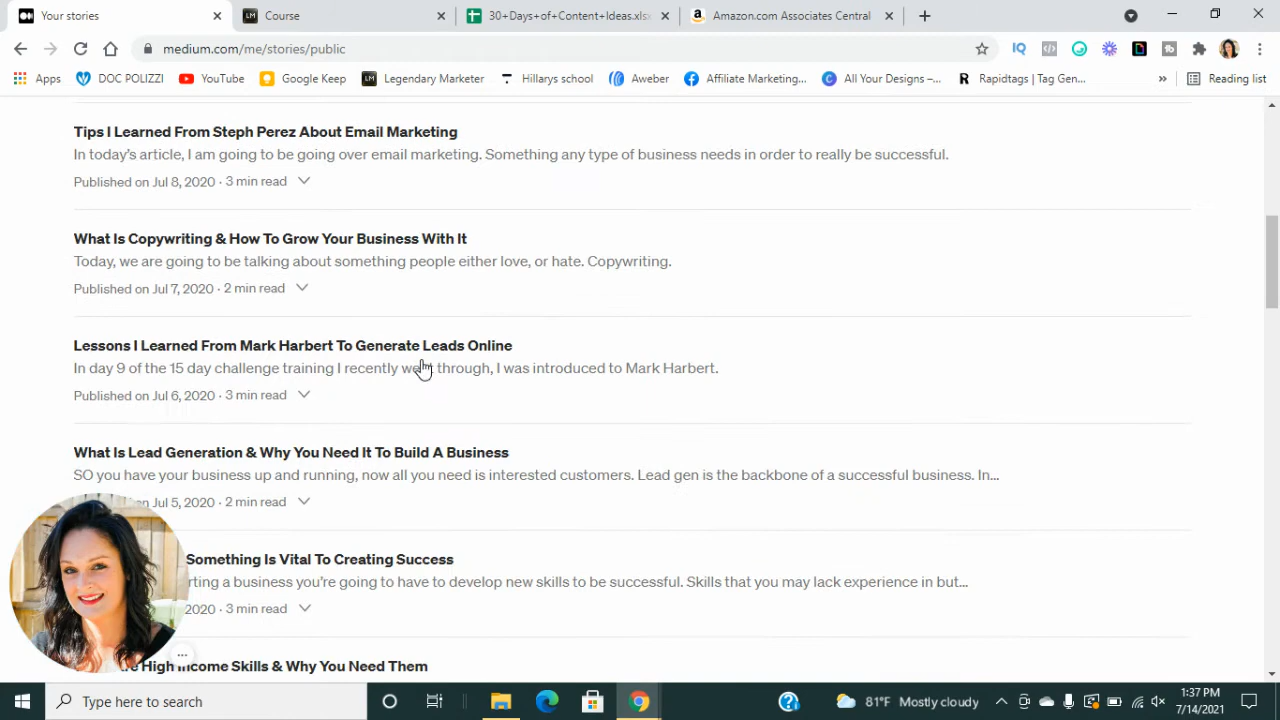 Your stories
Course
30+Days+of+Content+Ideas.xls
Amazon.com Associates Central
medium.com/me/stories/public
Apps
DOC POLIZZI
YouTube
Google Keep
LM Legendary Marketer
Hillarys school
Aweber
Affiliate Marketing...
All Your Designs –...
Rapidtags | Tag Gen...
Reading list
Tips I Learned From Steph Perez About Email Marketing
In today's article, I am going to be going over email marketing. Something any type of business needs in order to really be successful.
Published on Jul 8, 2020 · 3 min read
What Is Copywriting & How To Grow Your Business With It
Today, we are going to be talking about something people either love, or hate. Copywriting.
Published on Jul 7, 2020 · 2 min read
Lessons I Learned From Mark Harbert To Generate Leads Online
In day 9 of the 15 day challenge training I recently went through, I was introduced to Mark Harbert.
Published on Jul 6, 2020 · 3 min read
What Is Lead Generation & Why You Need It To Build A Business
SO you have your business up and running, now all you need is interested customers. Lead gen is the backbone of a successful business. In...
on Jul 5, 2020 · 2 min read
Something Is Vital To Creating Success
rting a business you're going to have to develop new skills to be successful. Skills that you may lack experience in but...
2020 · 3 min read
High Income Skills & Why You Need Them
Type here to search
81°F Mostly cloudy
1:37 PM
7/14/2021